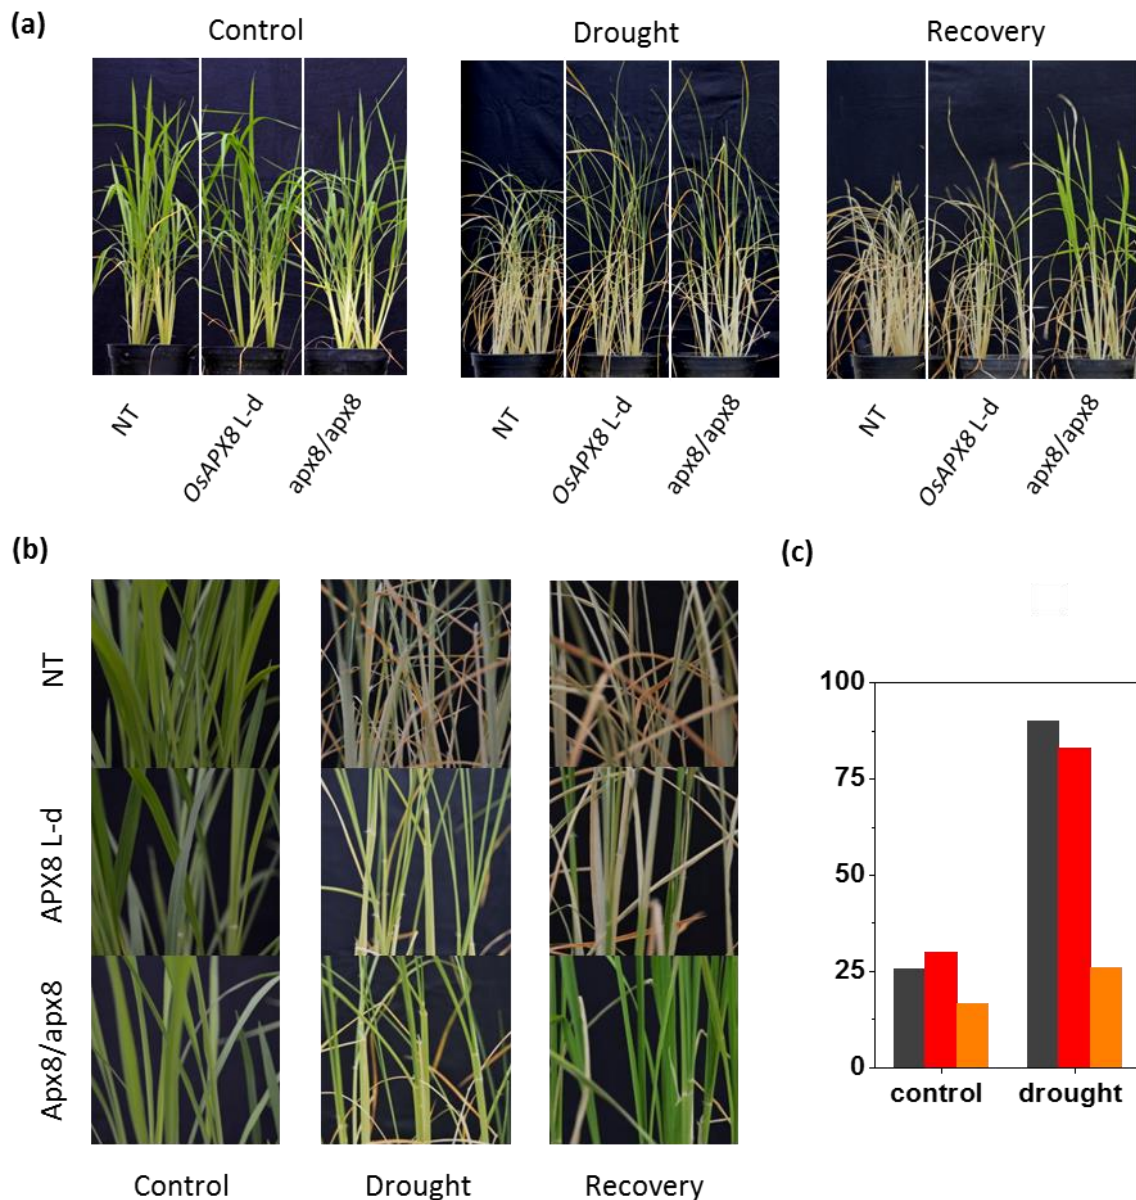 (a)
Control
Drought
Recovery
NT
OsAPX8 L-d
apx8/apx8
NT
OsAPX8 L-d
apx8/apx8
NT
OsAPX8 L-d
apx8/apx8
(b)
NT
APX8 L-d
Apx8/apx8
Control
Drought
Recovery
(c)
100
75
50
25
0
control
drought